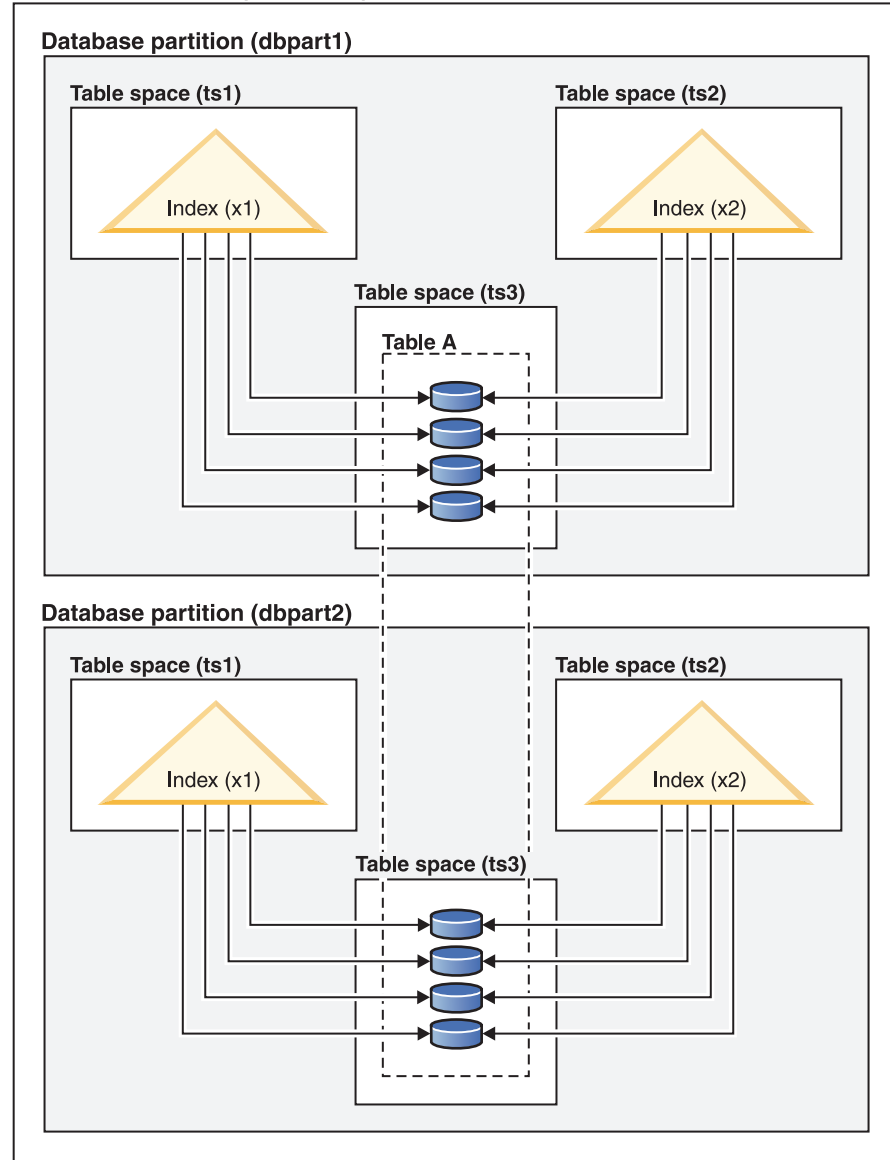 Database partition (dbpart1)
Table space (ts1)
Table space (ts2)
Index (x1)
Index (x2)
Table space (ts3)
Table A
Database partition (dbpart2)
Table space (ts1)
Table space (ts2)
Index (x1)
Index (x2)
Table space (ts3)